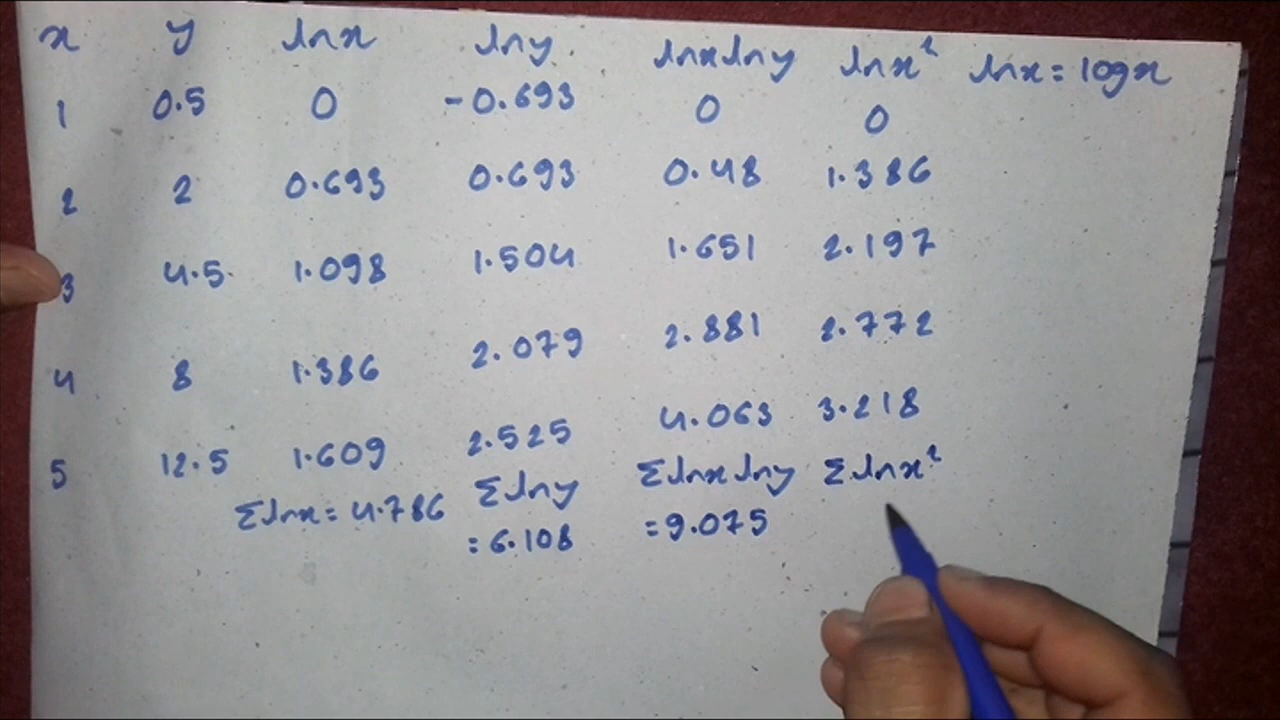 x y lnx lny lnxlny lnx² lnx = logx
1 0.5 0 -0.693 0 0
2 2 0.693 0.693 0.48 1.386
3 4.5 1.098 1.504 1.651 2.197
4 8 1.386 2.079 2.881 2.772
5 12.5 1.609 2.525 4.063 3.218
Σlnx = 4.786 Σlny Σlnxlny Σlnx²
= 6.108 = 9.075